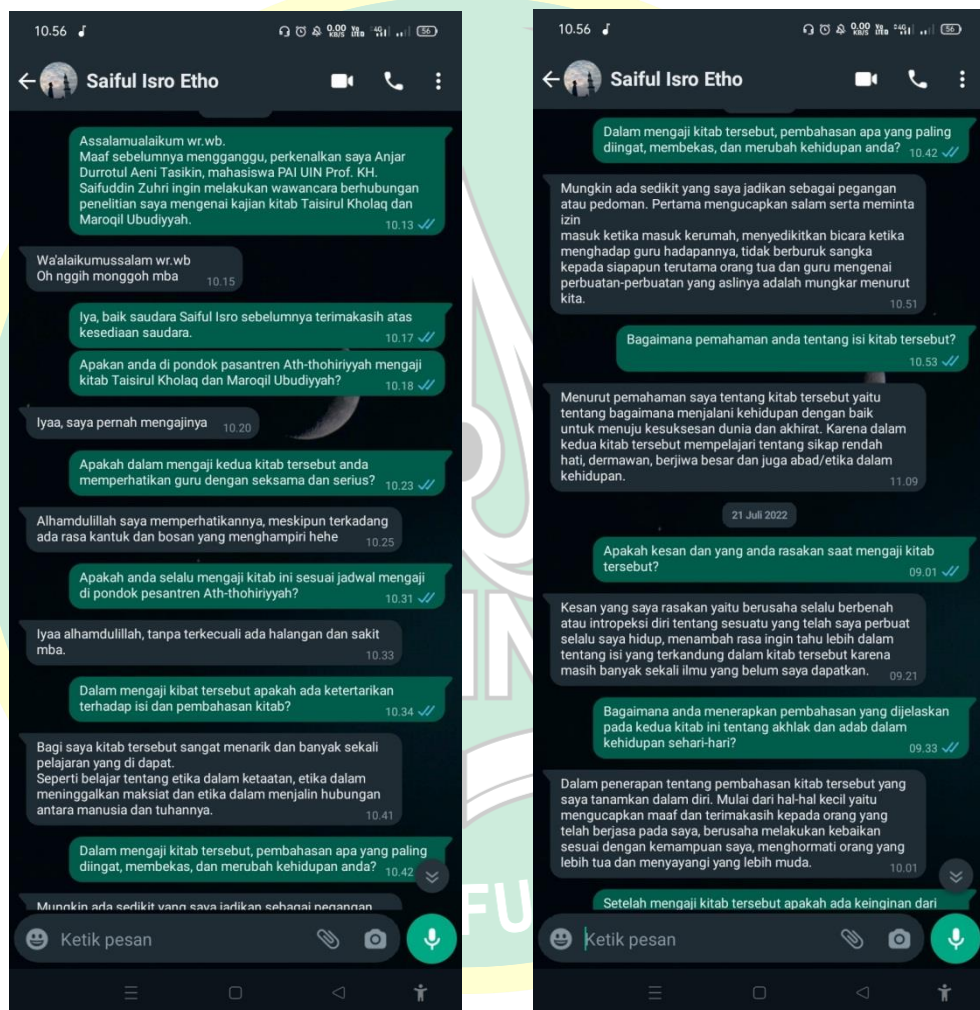 10.56
0.00
KB/S
4G
56
Saiful Isro Etho
Assalamualaikum wr.wb.
Maaf sebelumnya mengganggu, perkenalkan saya Anjar
Durrotul Aeni Tasikin, mahasiswa PAI UIN Prof. KH.
Saifuddin Zuhri ingin melakukan wawancara berhubungan
penelitian saya mengenai kajian kitab Taisirul Kholaq dan
Maroqil Ubudiyyah.
10.13
Wa'alaikumussalam wr.wb
Oh nggih monggoh mba
10.15
Iya, baik saudara Saiful Isro sebelumnya terimakasih atas
kesediaan saudara.
10.17
Apakan anda di pondok pasantren Ath-thohiriyyah mengaji
kitab Taisirul Kholaq dan Maroqil Ubudiyyah?
10.18
Iyaa, saya pernah mengajinya
10.20
Apakah dalam mengaji kedua kitab tersebut anda
memperhatikan guru dengan seksama dan serius?
10.23
Alhamdulillah saya memperhatikannya, meskipun terkadang
ada rasa kantuk dan bosan yang menghampiri hehe
10.25
Apakah anda selalu mengaji kitab ini sesuai jadwal mengaji
di pondok pesantren Ath-thohiriyyah?
10.31
Iyaa alhamdulillah, tanpa terkecuali ada halangan dan sakit
mba.
10.33
Dalam mengaji kibat tersebut apakah ada ketertarikan
terhadap isi dan pembahasan kitab?
10.34
Bagi saya kitab tersebut sangat menarik dan banyak sekali
pelajaran yang di dapat.
Seperti belajar tentang etika dalam ketaatan, etika dalam
meninggalkan maksiat dan etika dalam menjalin hubungan
antara manusia dan tuhannya.
10.41
Dalam mengaji kitab tersebut, pembahasan apa yang paling
diingat, membekas, dan merubah kehidupan anda?
10.42
Mungkin ada sedikit yang saya jadikan sebagai pegangan
Ketik pesan
10.56
0.00
KB/S
4G
56
Saiful Isro Etho
Dalam mengaji kitab tersebut, pembahasan apa yang paling
diingat, membekas, dan merubah kehidupan anda?
10.42
Mungkin ada sedikit yang saya jadikan sebagai pegangan
atau pedoman. Pertama mengucapkan salam serta meminta
izin
masuk ketika masuk kerumah, menyedikitkan bicara ketika
menghadap guru hadapannya, tidak berburuk sangka
kepada siapapun terutama orang tua dan guru mengenai
perbuatan-perbuatan yang aslinya adalah mungkar menurut
kita.
10.51
Bagaimana pemahaman anda tentang isi kitab tersebut?
10.53
Menurut pemahaman saya tentang kitab tersebut yaitu
tentang bagaimana menjalani kehidupan dengan baik
untuk menuju kesuksesan dunia dan akhirat. Karena dalam
kedua kitab tersebut mempelajari tentang sikap rendah
hati, dermawan, berjiwa besar dan juga abad/etika dalam
kehidupan.
11.09
21 Juli 2022
Apakah kesan dan yang anda rasakan saat mengaji kitab
tersebut?
09.01
Kesan yang saya rasakan yaitu berusaha selalu berbenah
atau intropeksi diri tentang sesuatu yang telah saya perbuat
selalu saya hidup, menambah rasa ingin tahu lebih dalam
tentang isi yang terkandung dalam kitab tersebut karena
masih banyak sekali ilmu yang belum saya dapatkan.
09.21
Bagaimana anda menerapkan pembahasan yang dijelaskan
pada kedua kitab ini tentang akhlak dan adab dalam
kehidupan sehari-hari?
09.33
Dalam penerapan tentang pembahasan kitab tersebut yang
saya tanamkan dalam diri. Mulai dari hal-hal kecil yaitu
mengucapkan maaf dan terimakasih kepada orang yang
telah berjasa pada saya, berusaha melakukan kebaikan
sesuai dengan kemampuan saya, menghormati orang yang
lebih tua dan menyayangi yang lebih muda.
10.01
Setelah mengaji kitab tersebut apakah ada keinginan dari
Ketik pesan